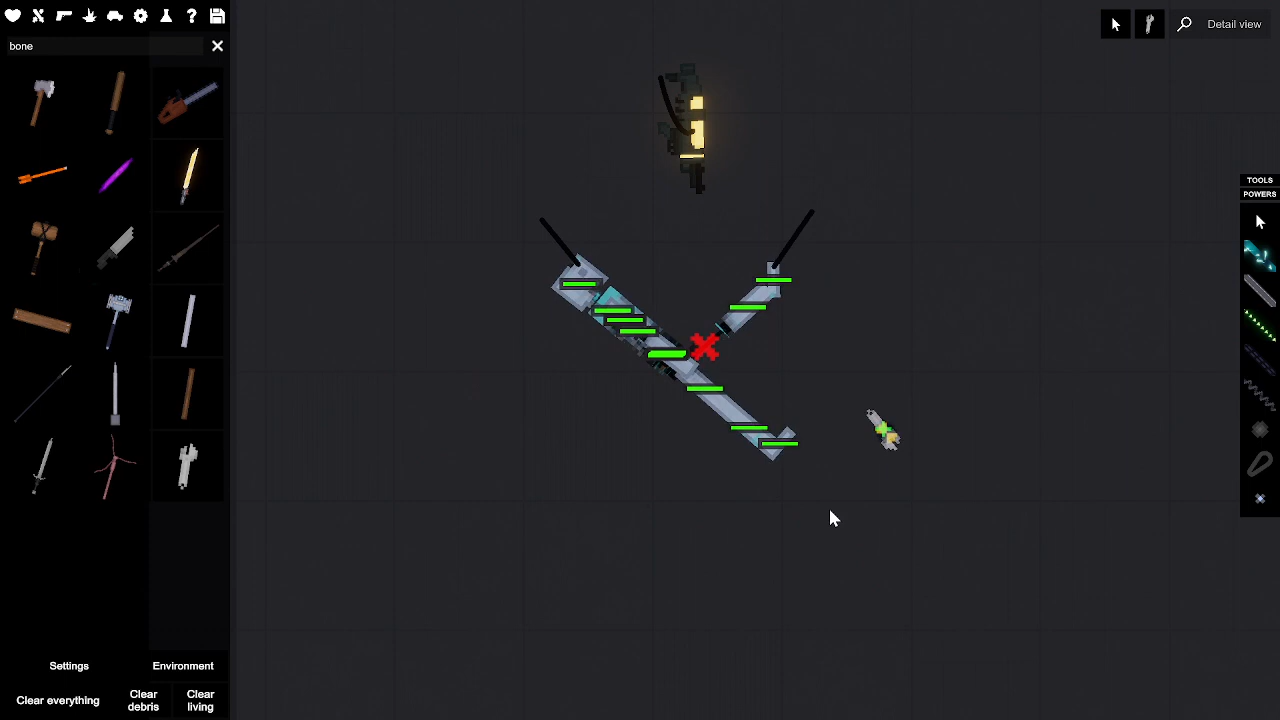 bone
Detail view
TOOLS
POWERS
Settings
Environment
Clear everything
Clear debris
Clear living